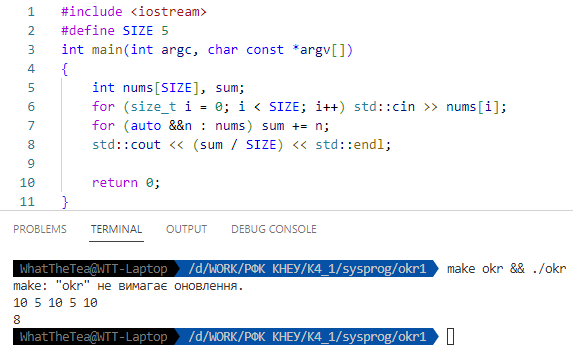 1 #include <iostream>
2 #define SIZE 5
3 int main(int argc, char const *argv[])
4 {
5     int nums[SIZE], sum;
6     for (size_t i = 0; i < SIZE; i++) std::cin >> nums[i];
7     for (auto &&n : nums) sum += n;
8     std::cout << (sum / SIZE) << std::endl;
9
10     return 0;
11 }
PROBLEMS TERMINAL OUTPUT DEBUG CONSOLE
WhatTheTea@WTT-Laptop /d/WORK/РФК КНЕУ/К4_1/sysprog/okr1 make okr && ./okr
make: "okr" не вимагає оновлення.
10 5 10 5 10
8
WhatTheTea@WTT-Laptop /d/WORK/РФК КНЕУ/К4_1/sysprog/okr1